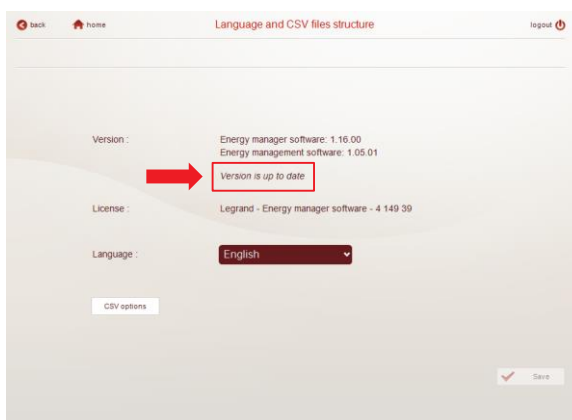 back
home
Language and CSV files structure
logout
Version :
Energy manager software: 1.16.00
Energy management software: 1.05.01
Version is up to date
License :
Legrand - Energy manager software - 4 149 39
Language :
English
CSV options
Save